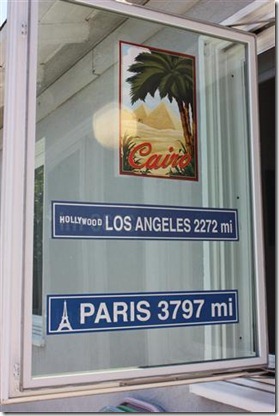 Cairo
HOLLYWOOD LOS ANGELES 2272 mi
PARIS 3797 mi